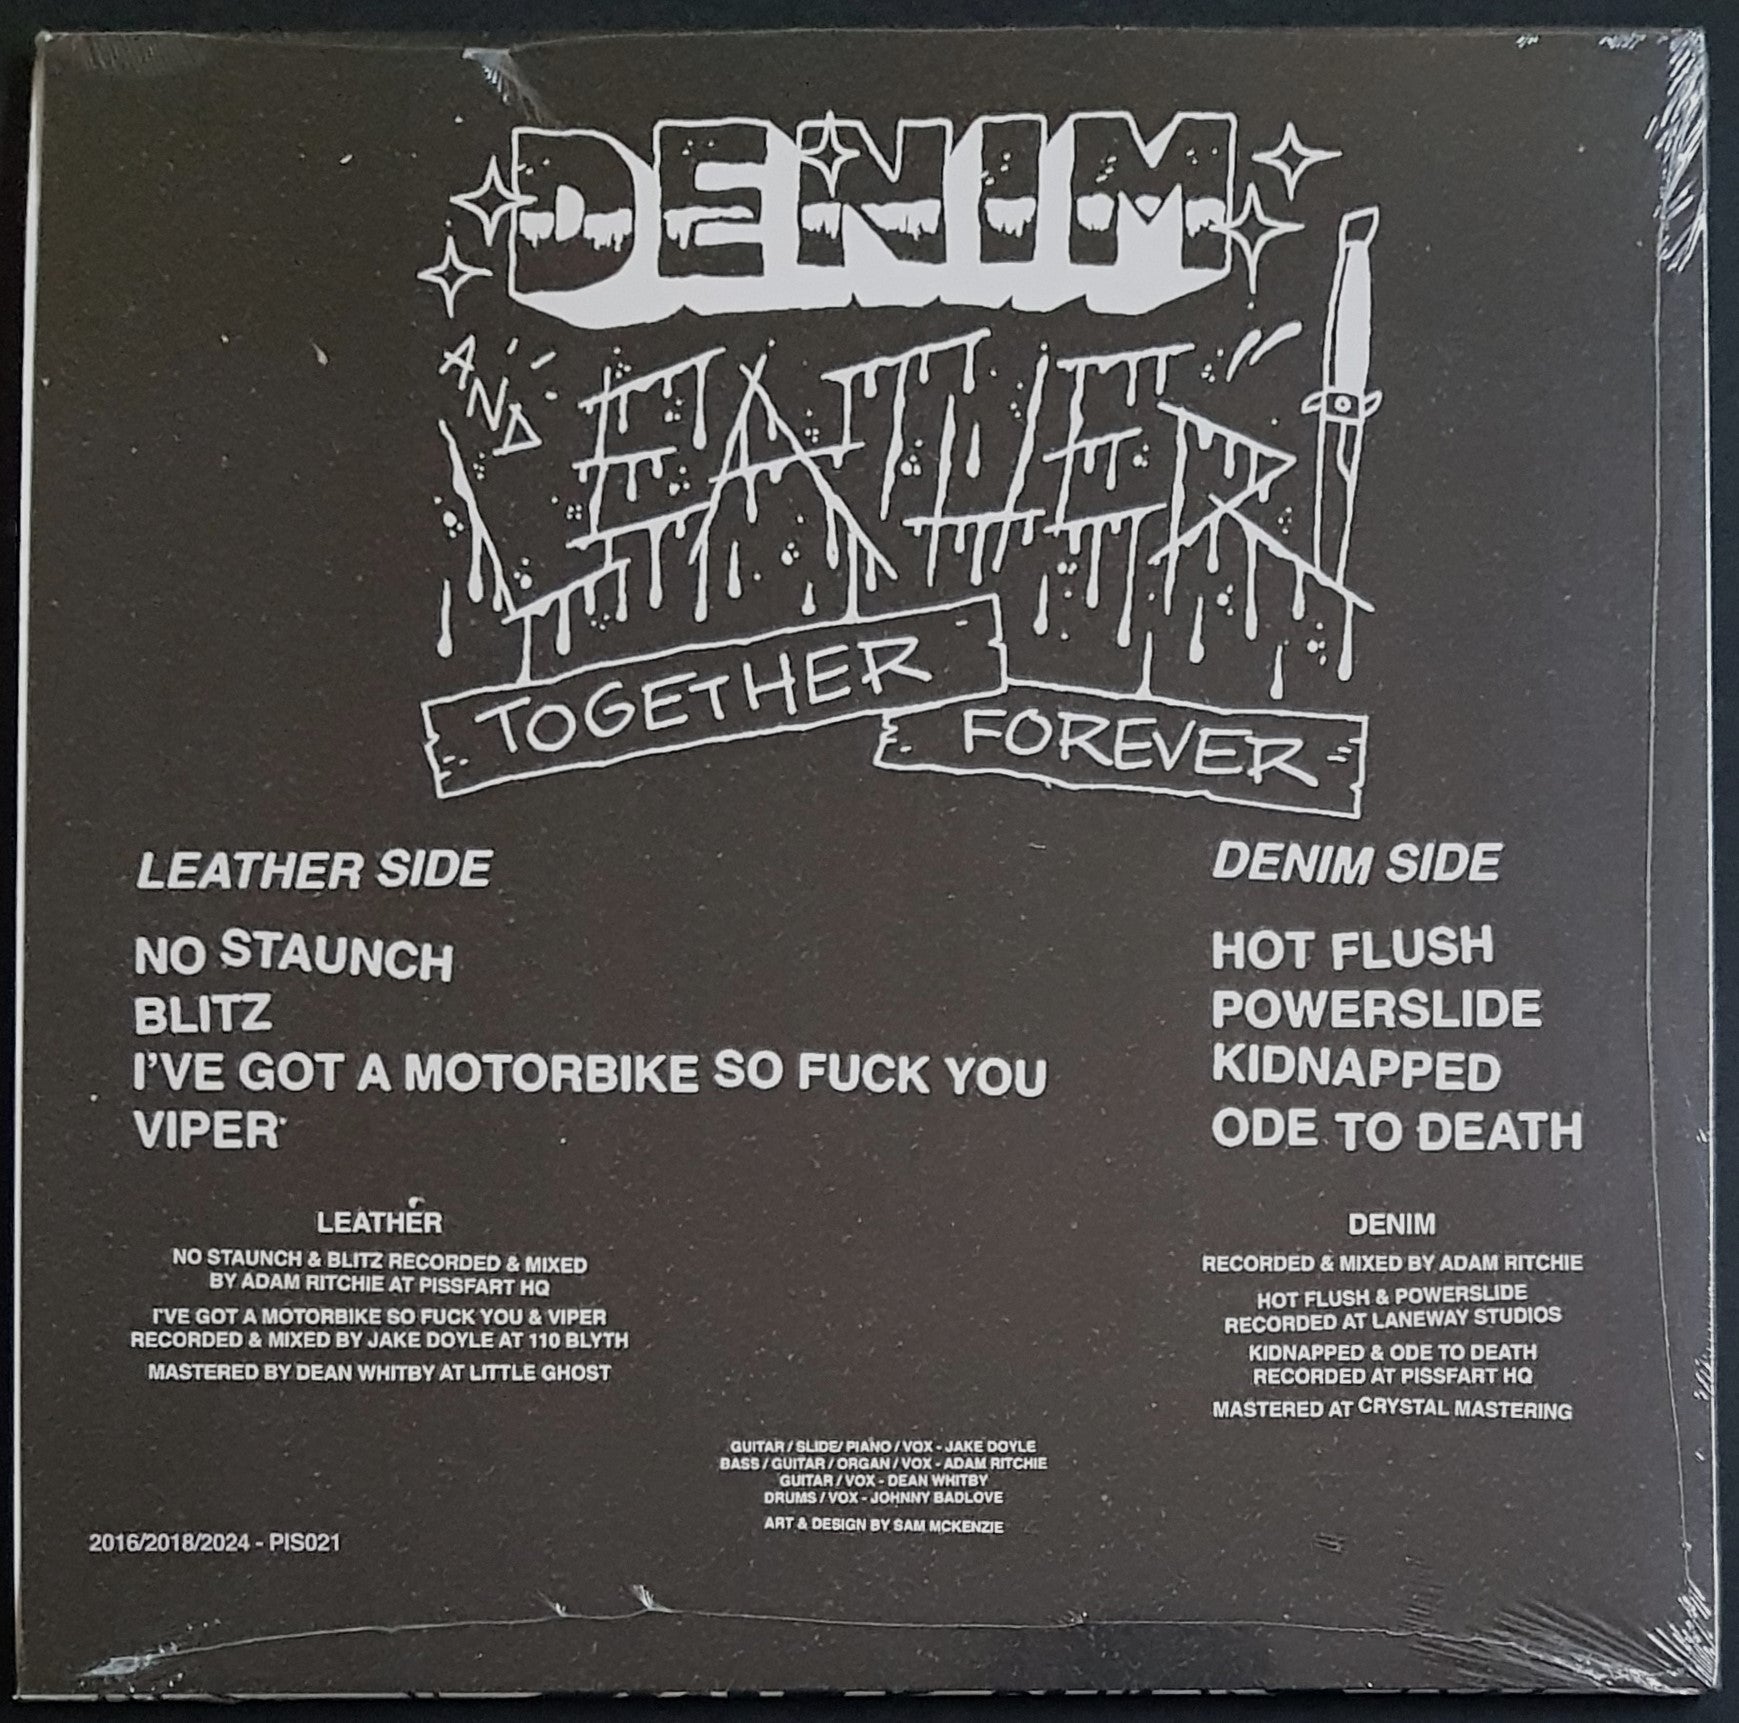 DENIM
AND
LEATHER
TOGETHER
FOREVER
LEATHER SIDE
NO STAUNCH
BLITZ
I'VE GOT A MOTORBIKE SO FUCK YOU
VIPER
DENIM SIDE
HOT FLUSH
POWERSLIDE
KIDNAPPED
ODE TO DEATH
LEATHER
NO STAUNCH & BLITZ RECORDED & MIXED
BY ADAM RITCHIE AT PISSFART HQ
I'VE GOT A MOTORBIKE SO FUCK YOU & VIPER
RECORDED & MIXED BY JAKE DOYLE AT 110 BLYTH
MASTERED BY DEAN WHITBY AT LITTLE GHOST
DENIM
RECORDED & MIXED BY ADAM RITCHIE
HOT FLUSH & POWERSLIDE
RECORDED AT LANEWAY STUDIOS
KIDNAPPED & ODE TO DEATH
RECORDED AT PISSFART HQ
MASTERED AT CRYSTAL MASTERING
GUITAR / SLIDE/ PIANO / VOX - JAKE DOYLE
BASS / GUITAR / ORGAN / VOX - ADAM RITCHIE
GUITAR / VOX - DEAN WHITBY
DRUMS / VOX - JOHNNY BADLOVE
ART & DESIGN BY SAM MCKENZIE
2016/2018/2024 - PIS021